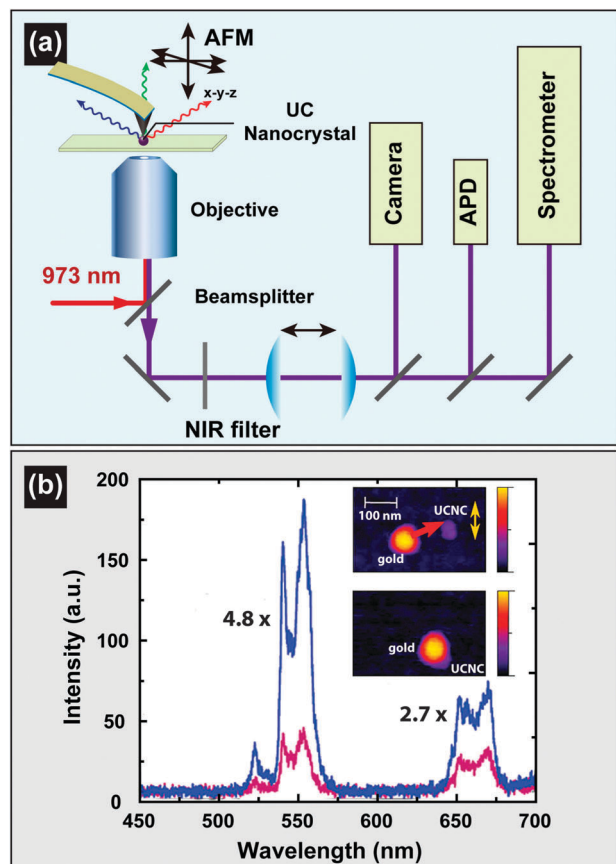 (a)
AFM
x-y-z
UC
Nanocrystal
Objective
973 nm
Beamsplitter
NIR filter
Camera
APD
Spectrometer
(b)
200
150
100
50
0
Intensity (a.u.)
4.8 x
2.7 x
100 nm
UCNC
gold
gold
UCNC
450
500
550
600
625
650
700
Wavelength (nm)